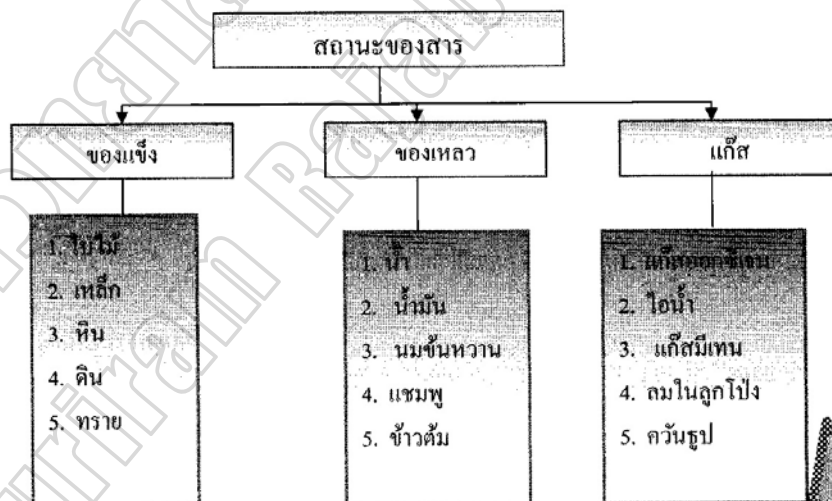 สถานะของสาร
ของแข็ง
ของเหลว
แก๊ส
1. ใบไม้
2. เหล็ก
3. หิน
4. ดิน
5. ทราย
1. น้ำ
2. น้ำมัน
3. นมข้นหวาน
4. แชมพู
5. ข้าวต้ม
1. แก๊สออกซิเจน
2. ไอน้ำ
3. แก๊สมีเทน
4. ลมในลูกโป่ง
5. ควันธูป